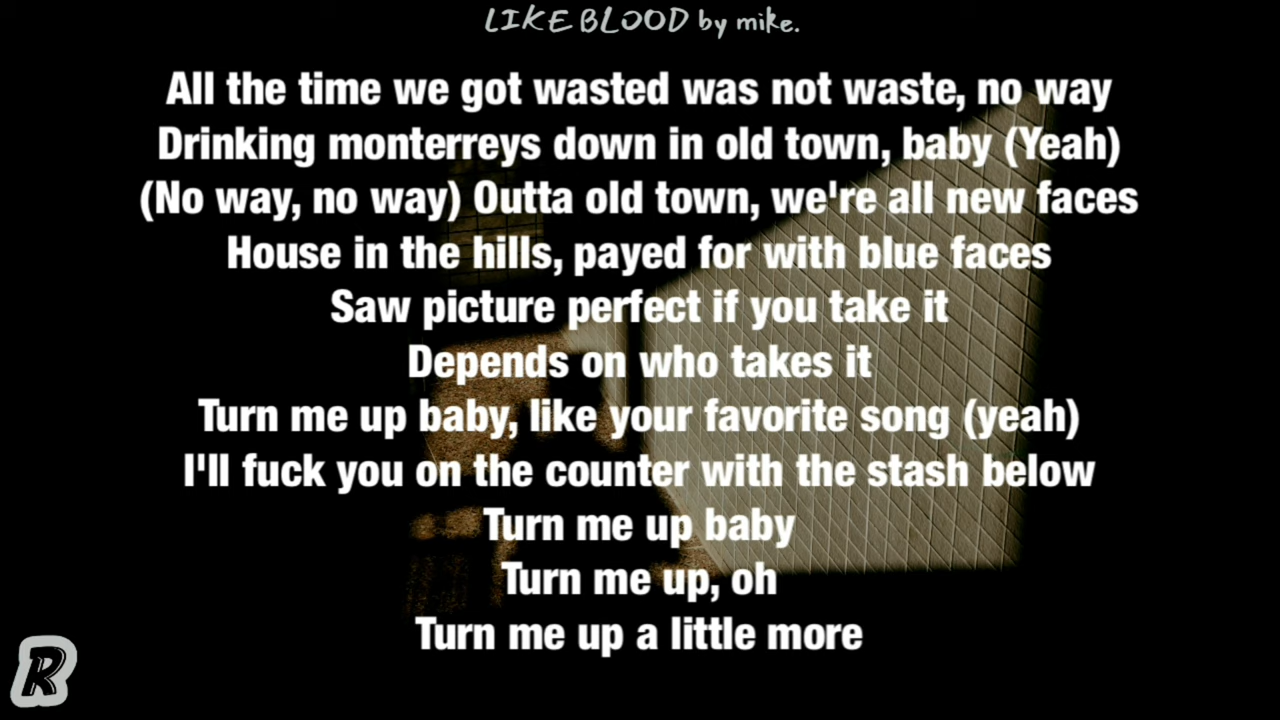 LIKE BLOOD by mike.
All the time we got wasted was not waste, no way
Drinking monterreys down in old town, baby (Yeah)
(No way, no way) Outta old town, we're all new faces
House in the hills, payed for with blue faces
Saw picture perfect if you take it
Depends on who takes it
Turn me up baby, like your favorite song (yeah)
I'll fuck you on the counter with the stash below
Turn me up baby
Turn me up, oh
Turn me up a little more
R